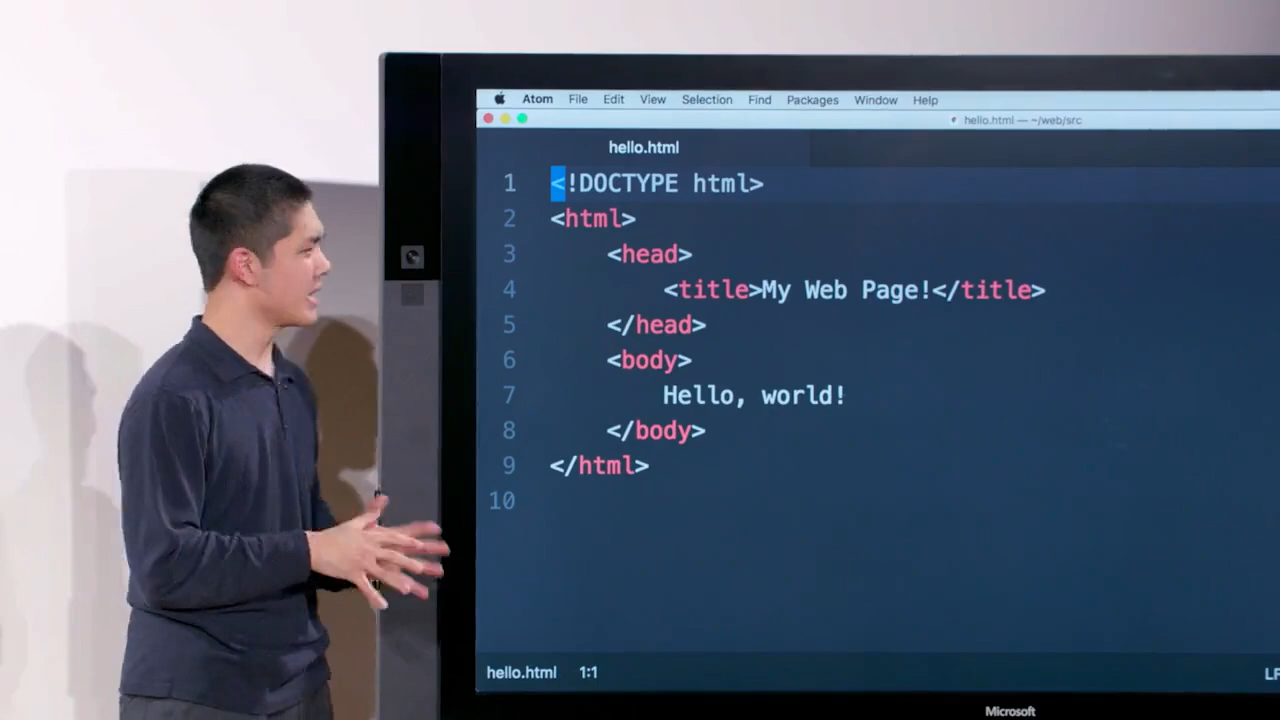 Atom File Edit View Selection Find Packages Window Help
hello.html — ~/web/src
hello.html
1 <!DOCTYPE html>
2 <html>
3 <head>
4 <title>My Web Page!</title>
5 </head>
6 <body>
7 Hello, world!
8 </body>
9 </html>
10
hello.html 1:1 LF
Microsoft